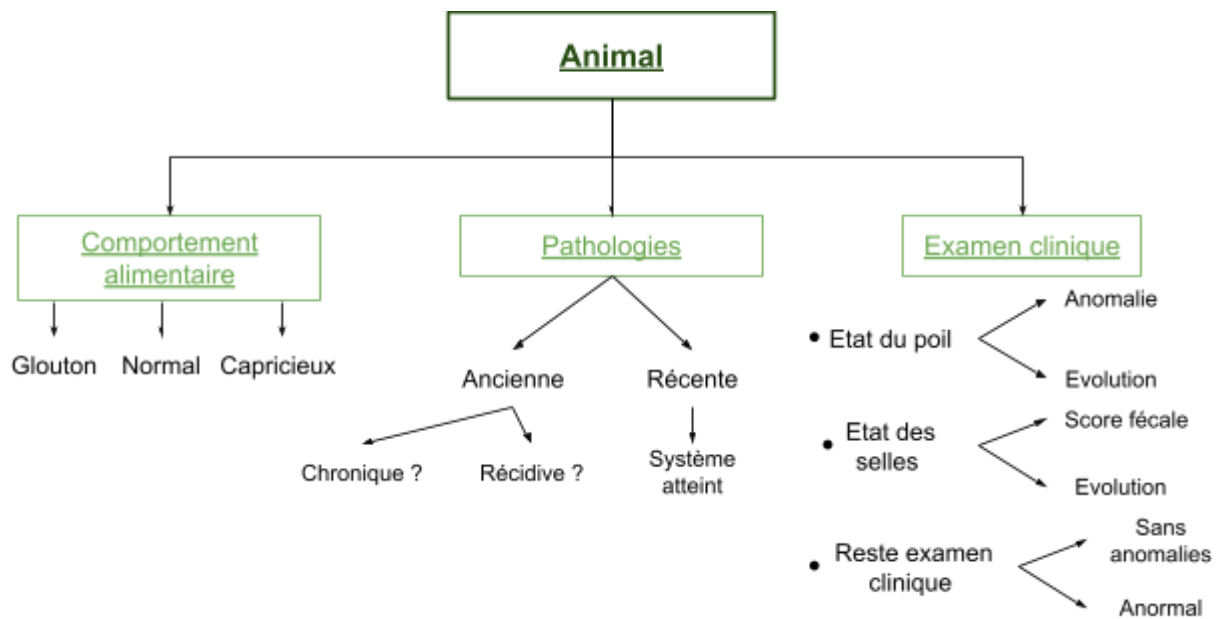 Animal
Comportement
alimentaire
Pathologies
Examen clinique
Glouton
Normal
Capricieux
Ancienne
Récente
Chronique ?
Récidive ?
Système
atteint
• Etat du poil
Anomalie
Evolution
• Etat des
selles
Score fécale
Evolution
• Reste examen
clinique
Sans
anomalies
Anormal